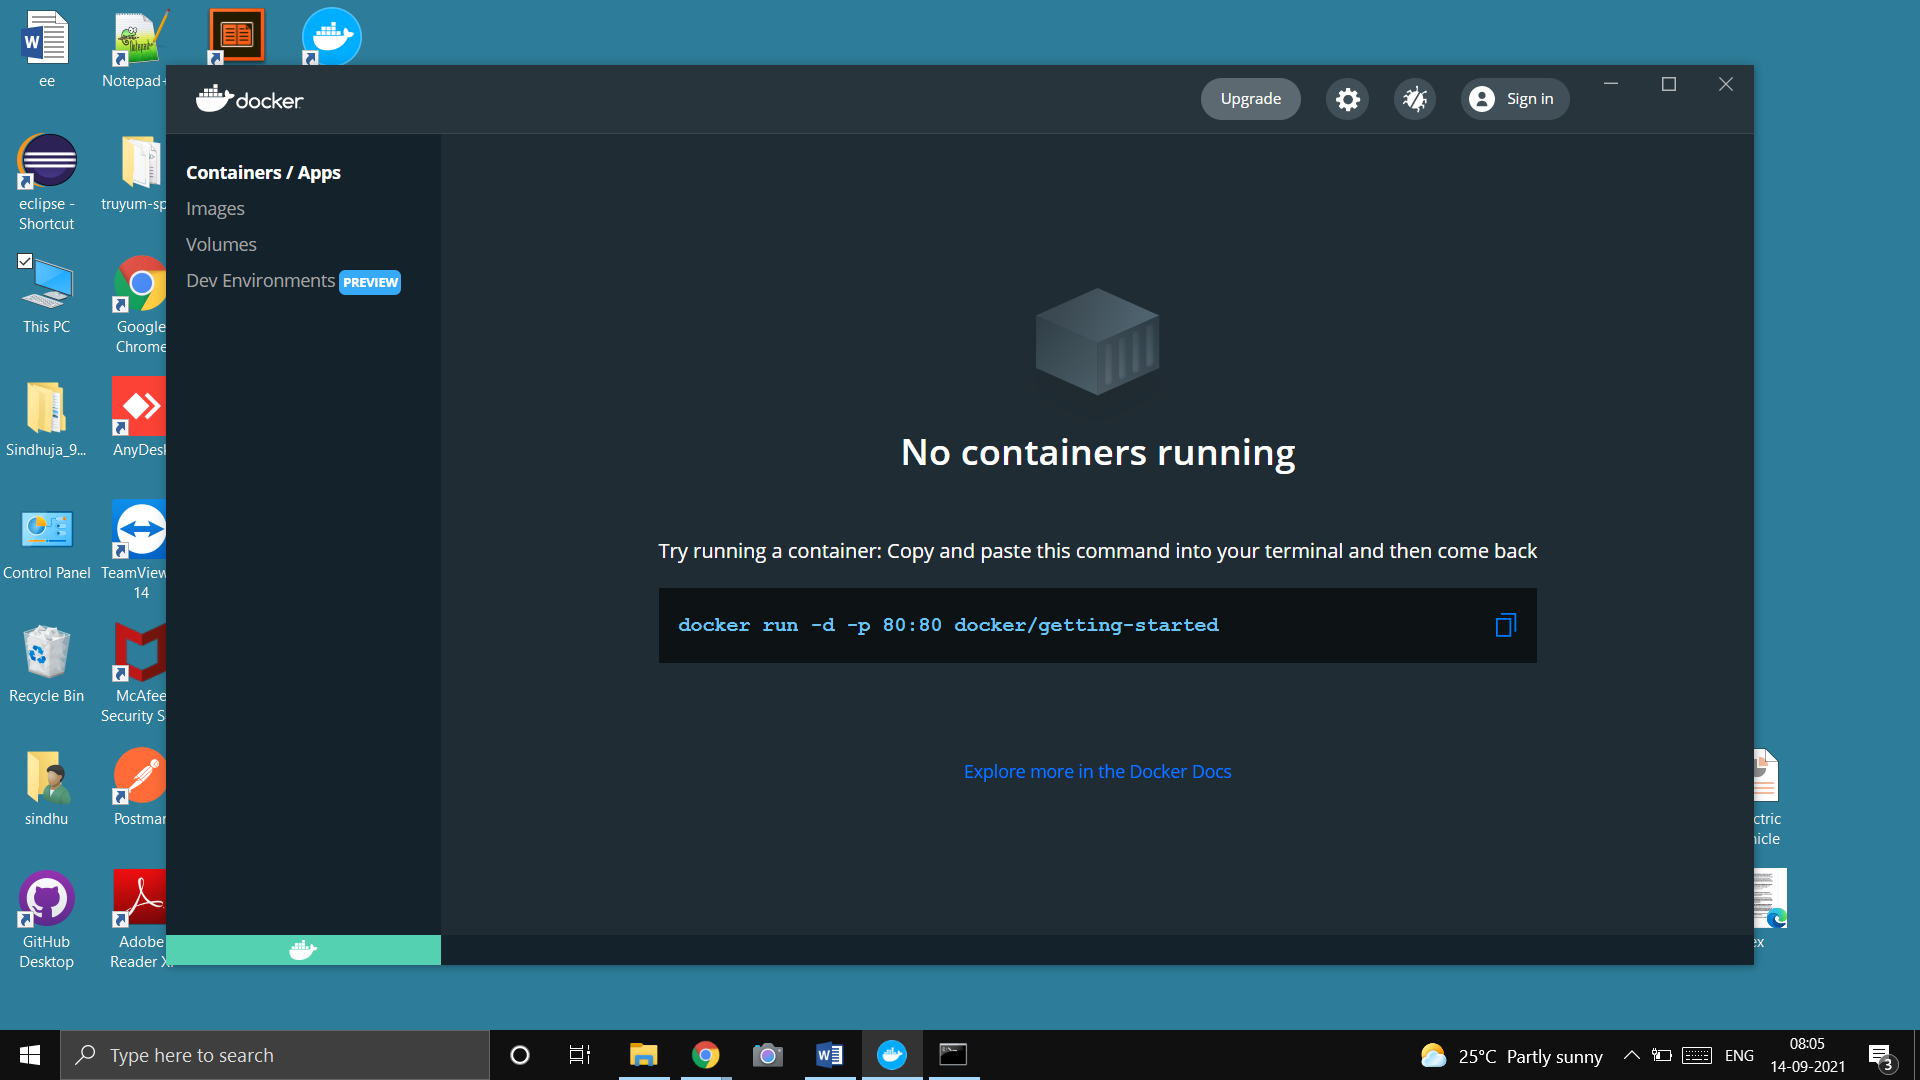 ee
Notepad+
eclipse -
Shortcut
truyum-sp
This PC
Google
Chrome
Sindhuja_9...
AnyDesk
Control Panel
TeamView
14
Recycle Bin
McAfee
Security S
sindhu
Postman
GitHub
Desktop
Adobe
Reader X
docker
Upgrade
Sign in
Containers / Apps
Images
Volumes
Dev Environments PREVIEW
No containers running
Try running a container: Copy and paste this command into your terminal and then come back
docker run -d -p 80:80 docker/getting-started
Explore more in the Docker Docs
ctric
icle
ex
Type here to search
25°C Partly sunny
ENG
08:05
14-09-2021
3